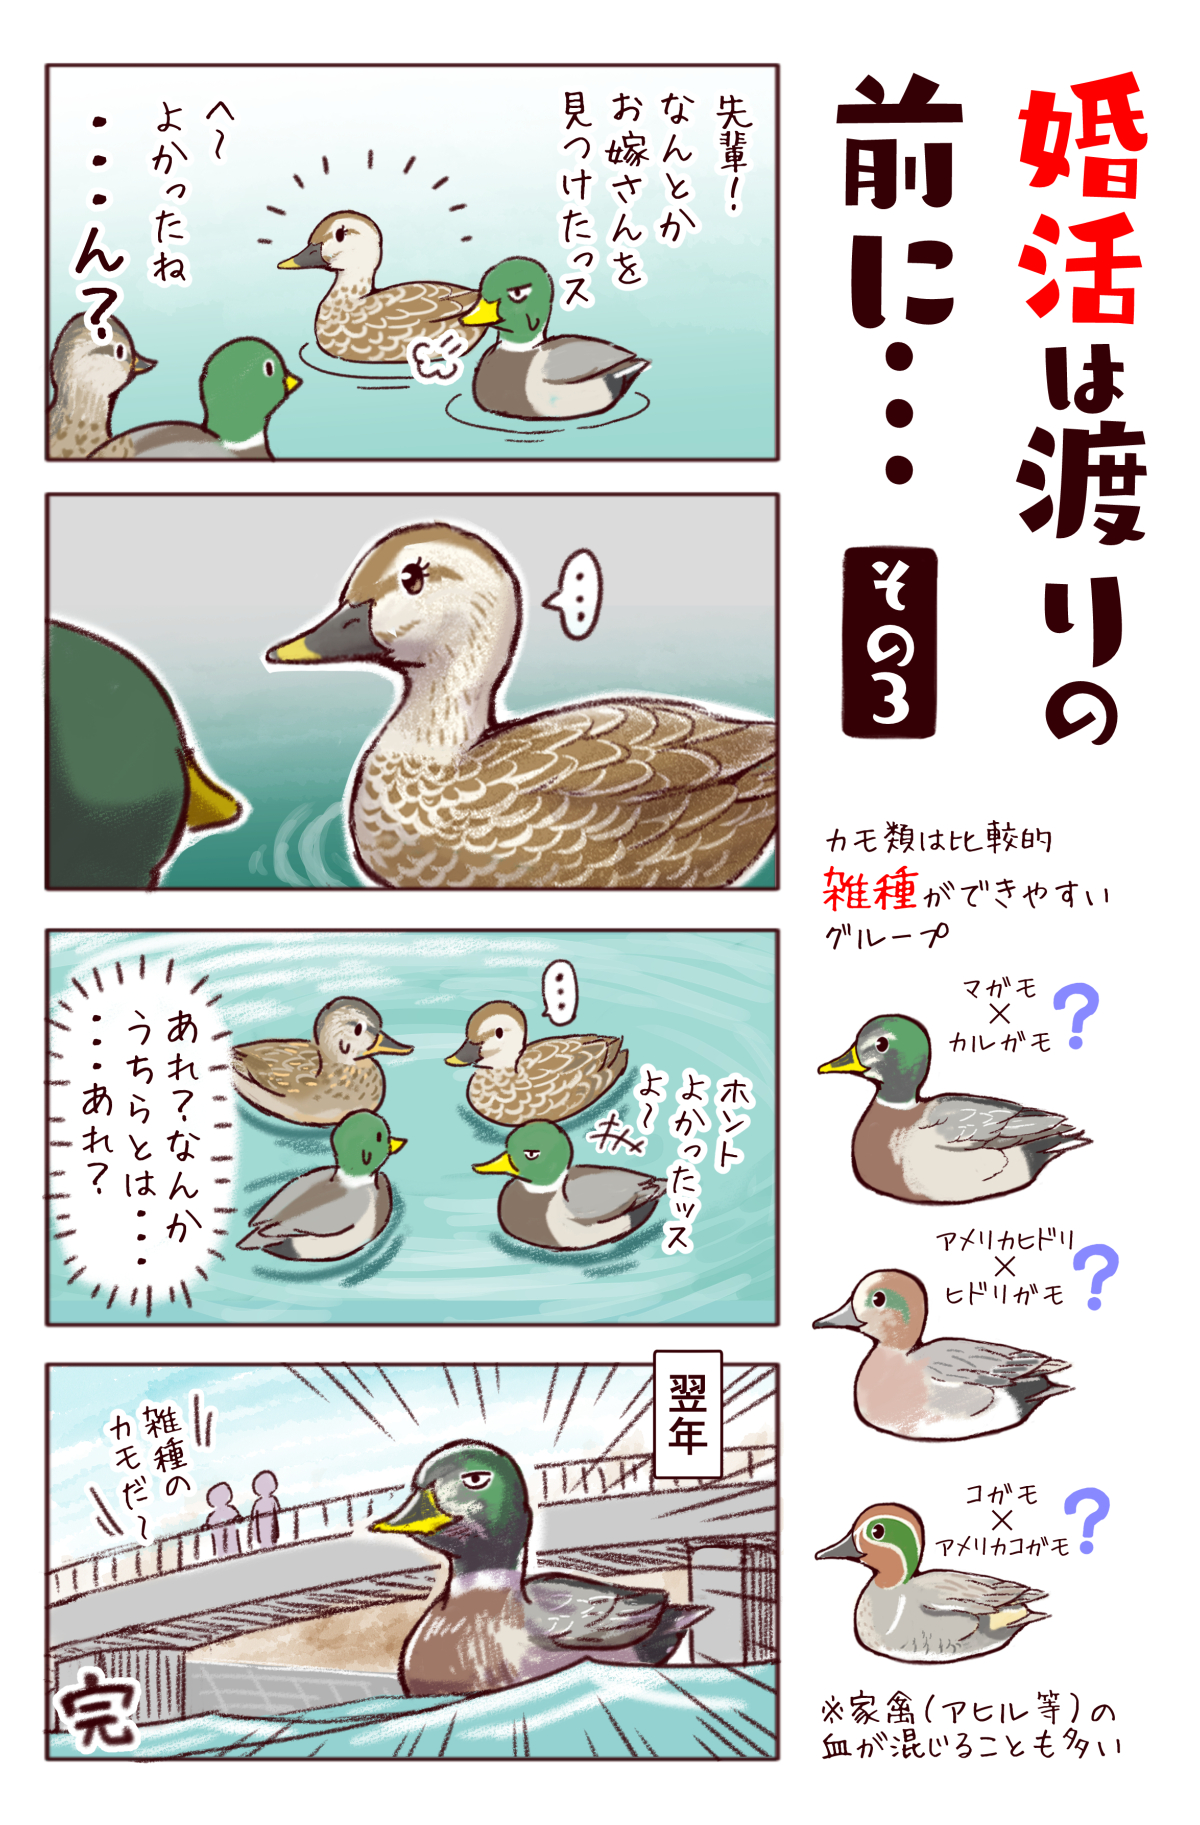 婚活は渡りの
前に・・・
その3
先輩!
なんとか
お嫁さんを
見つけたっス
へ〜
よかったね
・・・ん?
・・・
・・・
ホント
よかったッス
よ〜
あれ?なんか
うちらとは・・・
・・・あれ?
翌年
雑種の
カモだ〜
完
カモ類は比較的
雑種ができやすい
グループ
マガモ
×
カルガモ
?
アメリカヒドリ
×
ヒドリガモ
?
コガモ
×
アメリカコガモ
?
※家禽(アヒル等)の
血が混じることも多い